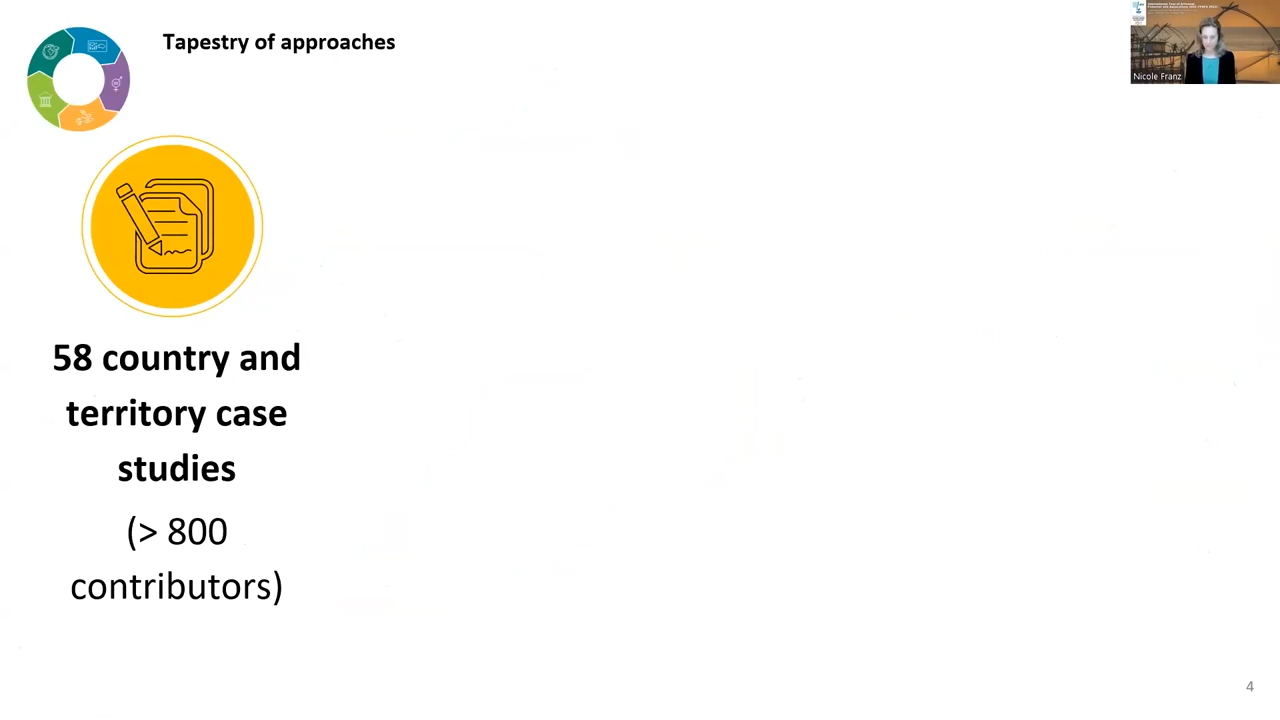 Tapestry of approaches
Nicole Franz
58 country and
territory case
studies
(> 800
contributors)
4